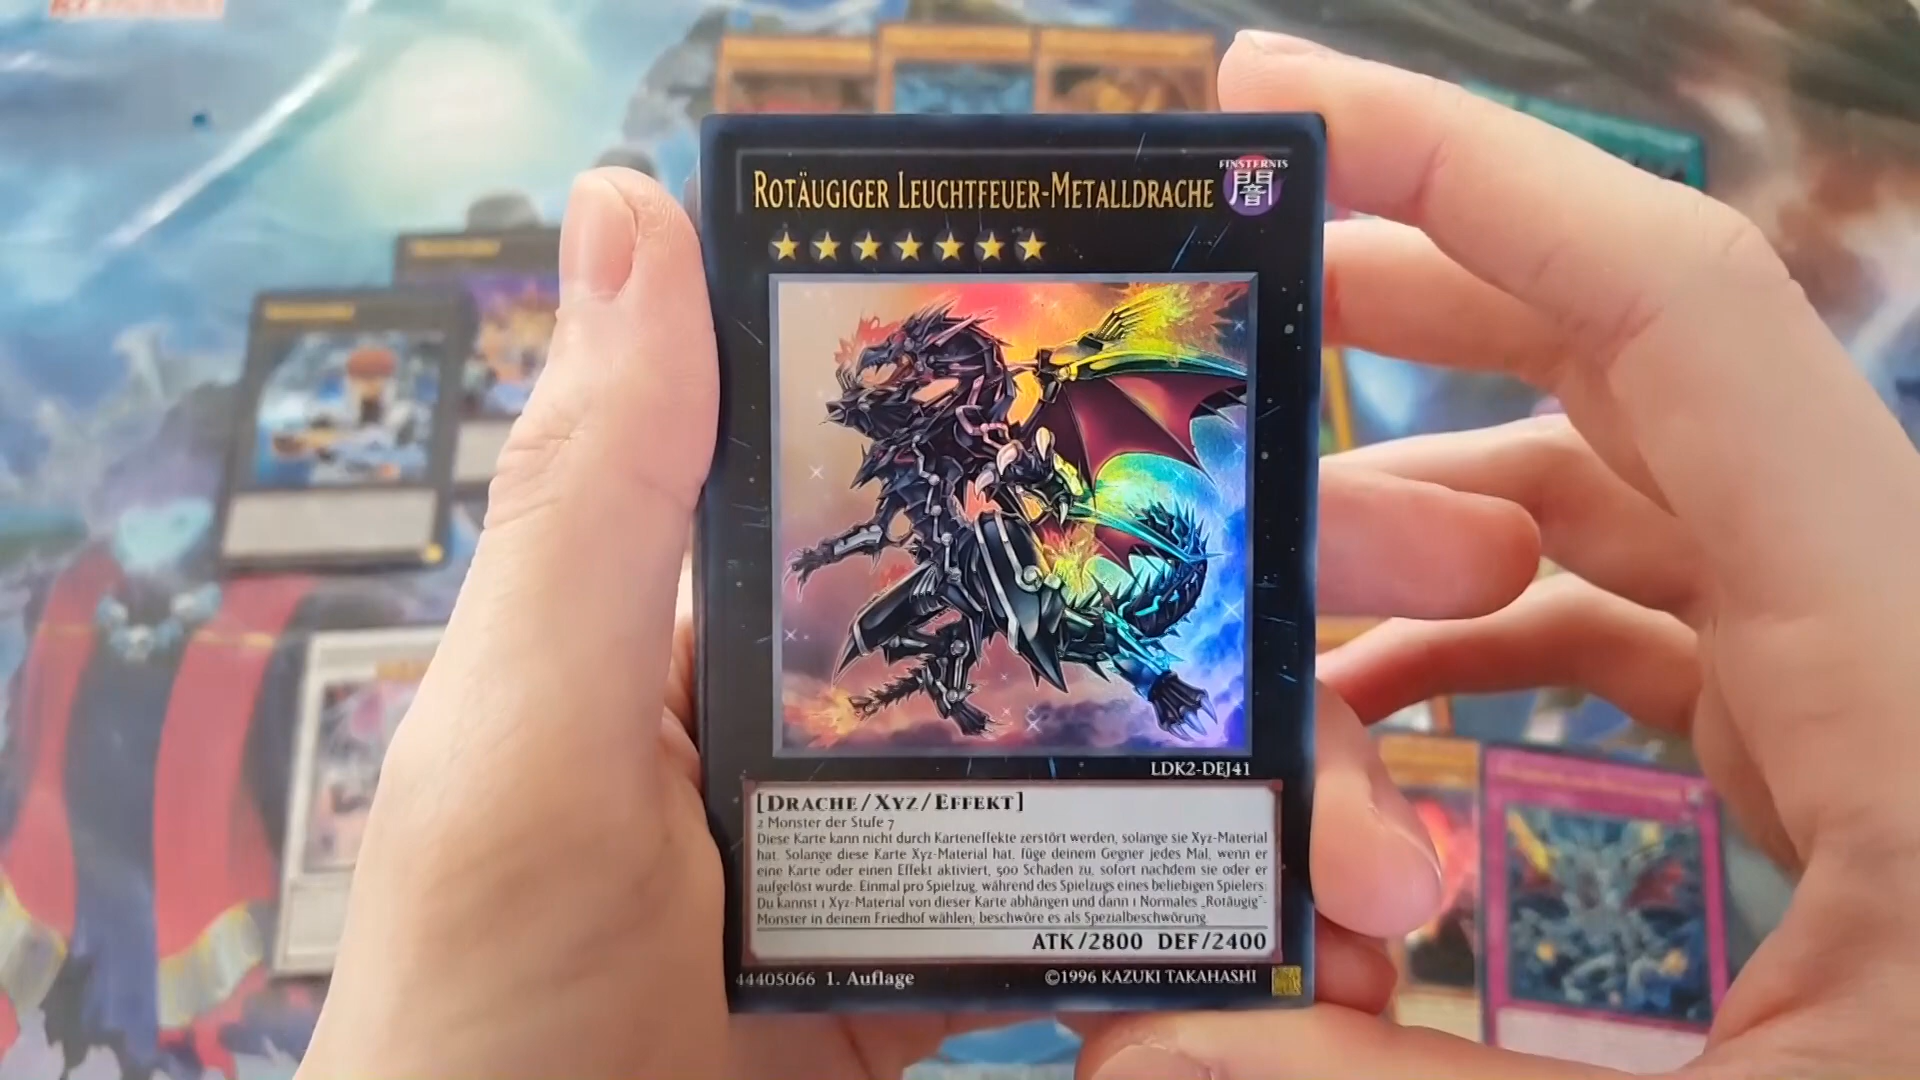 FINSTERNIS
ROTÄUGIGER LEUCHTFEUER-METALLDRACHE
闇
LDK2-DEJ41
[DRACHE/XYZ/EFFEKT]
2 Monster der Stufe 7
Diese Karte kann nicht durch Karteneffekte zerstört werden, solange sie Xyz-Material
hat. Solange diese Karte Xyz-Material hat, füge deinem Gegner jedes Mal, wenn er
eine Karte oder einen Effekt aktiviert, 500 Schaden zu, sofort nachdem sie oder er
aufgelöst wurde. Einmal pro Spielzug, während des Spielzugs eines beliebigen Spielers:
Du kannst 1 Xyz-Material von dieser Karte abhängen und dann 1 Normales „Rotäugig"-
Monster in deinem Friedhof wählen; beschwöre es als Spezialbeschwörung.
ATK/2800 DEF/2400
44405066 1. Auflage ©1996 KAZUKI TAKAHASHI